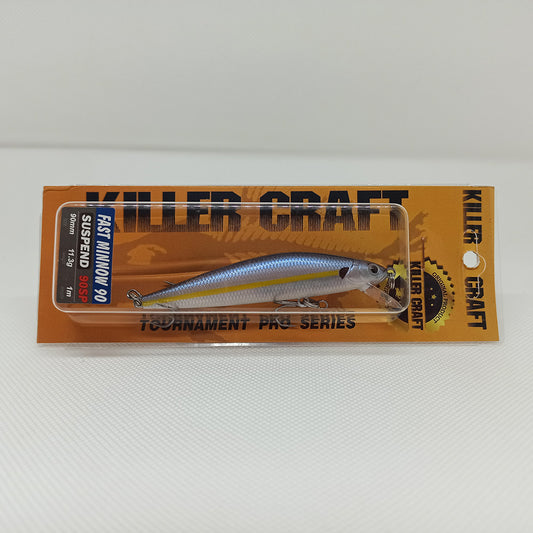 KILLER CRAFT
FAST MINNOW 90
SUSPEND 90SP
90mm 11.3g 1m
TOURNAMENT PRO SERIES
KILLER CRAFT
KILLER CRAFT